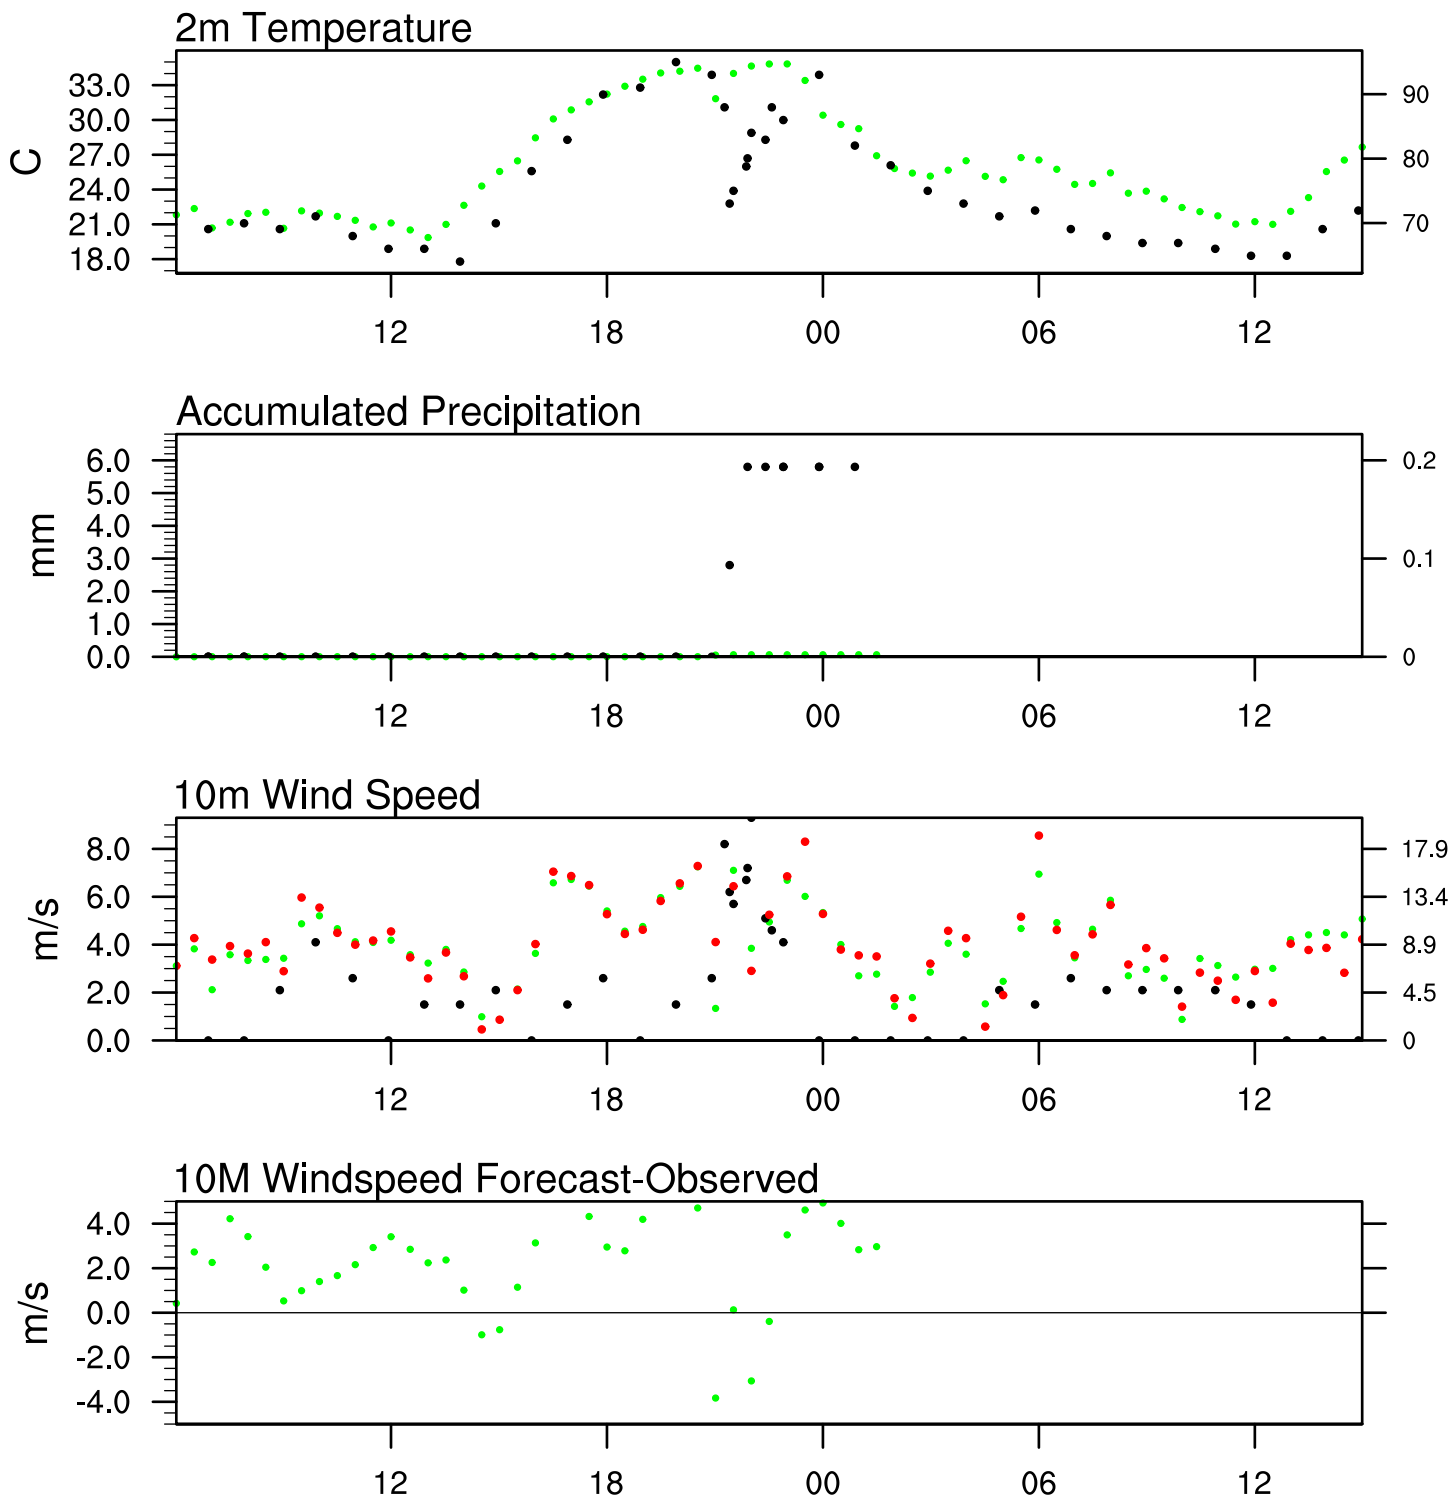 2m Temperature
C
33.0
30.0
27.0
24.0
21.0
18.0
90
80
70
12 18 00 06 12
Accumulated Precipitation
mm
6.0
5.0
4.0
3.0
2.0
1.0
0.0
0.2
0.1
0
12 18 00 06 12
10m Wind Speed
m/s
8.0
6.0
4.0
2.0
0.0
17.9
13.4
8.9
4.5
0
12 18 00 06 12
10M Windspeed Forecast-Observed
m/s
4.0
2.0
0.0
-2.0
-4.0
12 18 00 06 12